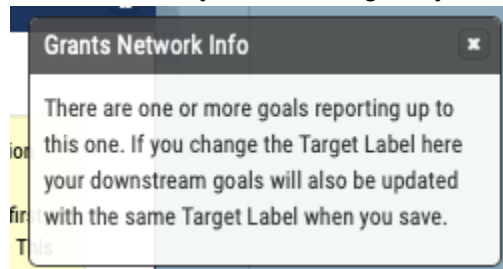 Grants Network Info
There are one or more goals reporting up to
this one. If you change the Target Label here
your downstream goals will also be updated
with the same Target Label when you save.